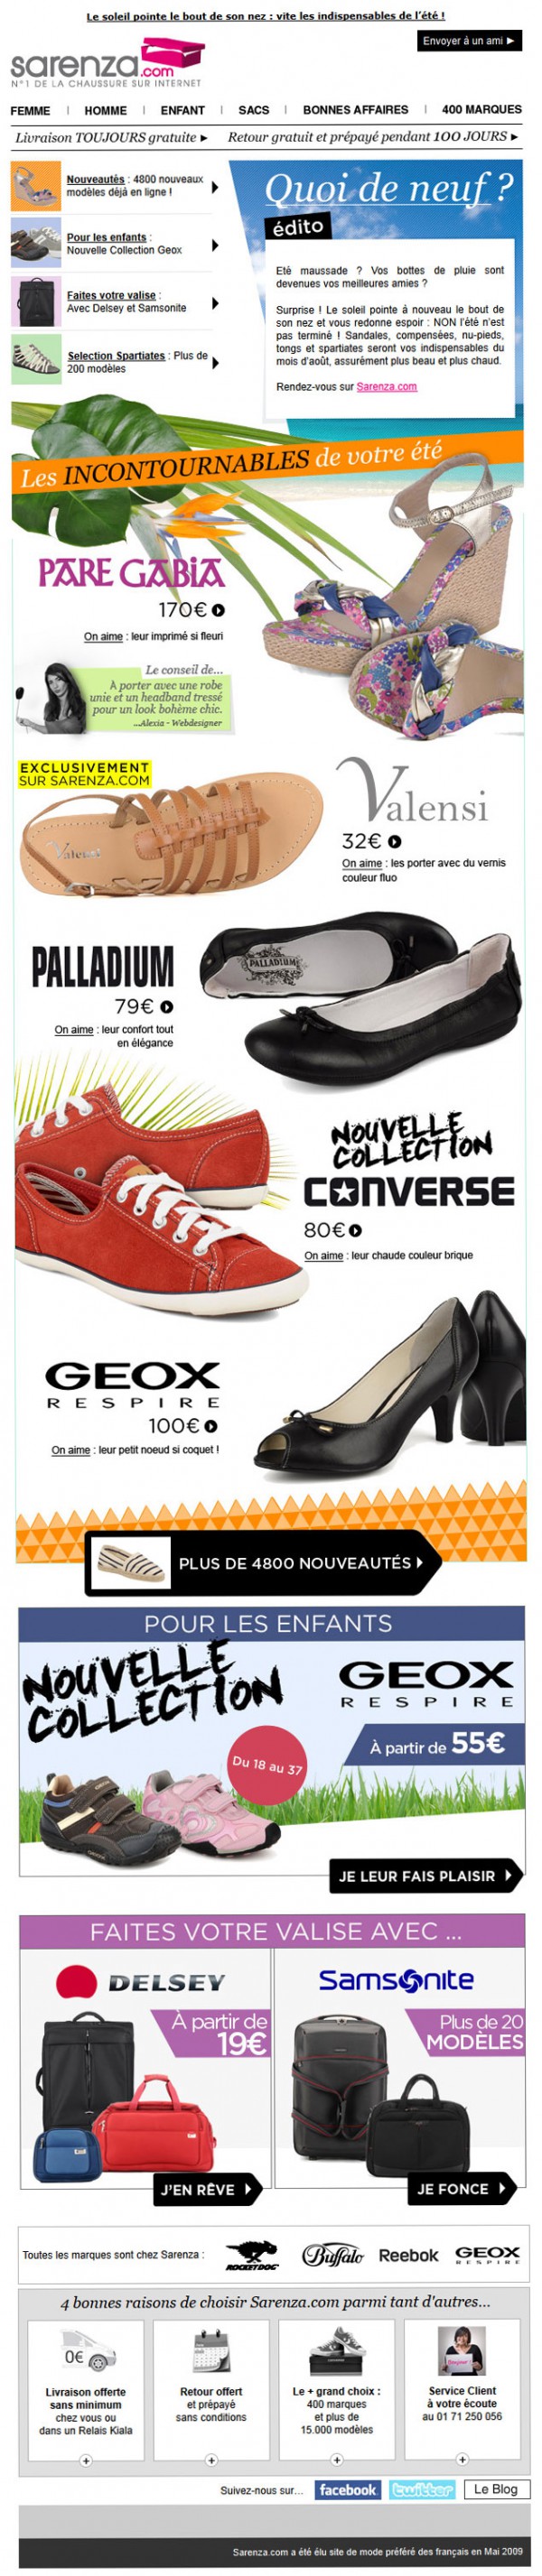 Le soleil pointe le bout de son nez : vite les indispensables de l'été !
Envoyer à un ami
sarenza.com
N°1 DE LA CHAUSSURE SUR INTERNET
FEMME | HOMME | ENFANT | SACS | BONNES AFFAIRES | 400 MARQUES
Livraison TOUJOURS gratuite
Retour gratuit et prépayé pendant 100 JOURS
Nouveautés : 4800 nouveaux
modèles déjà en ligne !
Pour les enfants :
Nouvelle Collection Geox
Faites votre valise :
Avec Delsey et Samsonite
Selection Spartiates : Plus de
200 modèles
Quoi de neuf ?
édito
Eté maussade ? Vos bottes de pluie sont
devenues vos meilleures amies ?
Surprise ! Le soleil pointe à nouveau le bout de
son nez et vous redonne espoir : NON l'été n'est
pas terminé ! Sandales, compensées, nu-pieds,
tongs et spartiates seront vos indispensables du
mois d'août, assurément plus beau et plus chaud.
Rendez-vous sur Sarenza.com
Les INCONTOURNABLES de votre été
PARE GABiA
170€
On aime : leur imprimé si fleuri
Le conseil de...
A porter avec une robe
unie et un headband tressé
pour un look bohème chic.
...Alexia - Webdesigner
EXCLUSIVEMENT
SUR SARENZA.COM
Valensi
Valensi
32€
On aime : les porter avec du vernis
couleur fluo
PALLADIUM
PALLADIUM
79€
On aime : leur confort tout
en élégance
NOUVELLE
COLLECTION
CONVERSE
80€
On aime : leur chaude couleur brique
GEOX
RESPIRE
100€
On aime : leur petit noeud si coquet !
PLUS DE 4800 NOUVEAUTÉS
POUR LES ENFANTS
NOUVELLE
COLLECTION
GEOX
RESPIRE
À partir de 55€
Du 18 au 37
JE LEUR FAIS PLAISIR
FAITES VOTRE VALISE AVEC ...
DELSEY
À partir de
19€
J'EN RÊVE
Samsonite
Plus de 20
MODÈLES
JE FONCE
Toutes les marques sont chez Sarenza :
ROCKETDOG
Buffalo
Reebok
GEOX
RESPIRE
4 bonnes raisons de choisir Sarenza.com parmi tant d'autres...
0€
Livraison offerte
sans minimum
chez vous ou
dans un Relais Kiala
Retour offert
et prépayé
sans conditions
Le + grand choix :
400 marques
et plus de
15.000 modèles
Bonjour
Service Client
à votre écoute
au 01 71 250 056
Suivez-nous sur... facebook twitter Le Blog
Sarenza.com a été élu site de mode préféré des français en Mai 2009